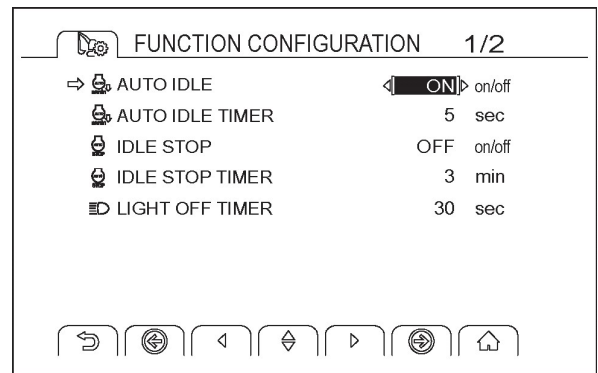 FUNCTION CONFIGURATION 1/2
AUTO IDLE ON on/off
AUTO IDLE TIMER 5 sec
IDLE STOP OFF on/off
IDLE STOP TIMER 3 min
LIGHT OFF TIMER 30 sec